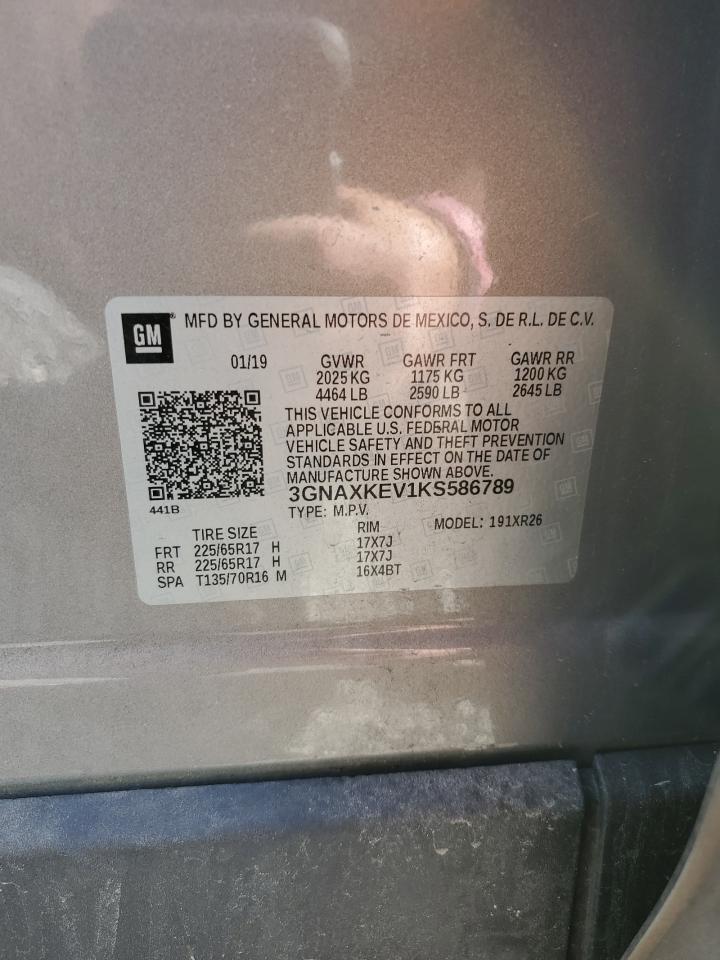 GM
MFD BY GENERAL MOTORS DE MEXICO, S. DE R.L. DE C.V.
01/19 GVWR GAWR FRT GAWR RR
2025 KG 1175 KG 1200 KG
4464 LB 2590 LB 2645 LB
THIS VEHICLE CONFORMS TO ALL
APPLICABLE U.S. FEDERAL MOTOR
VEHICLE SAFETY AND THEFT PREVENTION
STANDARDS IN EFFECT ON THE DATE OF
MANUFACTURE SHOWN ABOVE.
3GNAXKEV1KS586789
441B TYPE: M.P.V.
TIRE SIZE RIM MODEL: 191XR26
FRT 225/65R17 H 17X7J
RR 225/65R17 H 17X7J
SPA T135/70R16 M 16X4BT